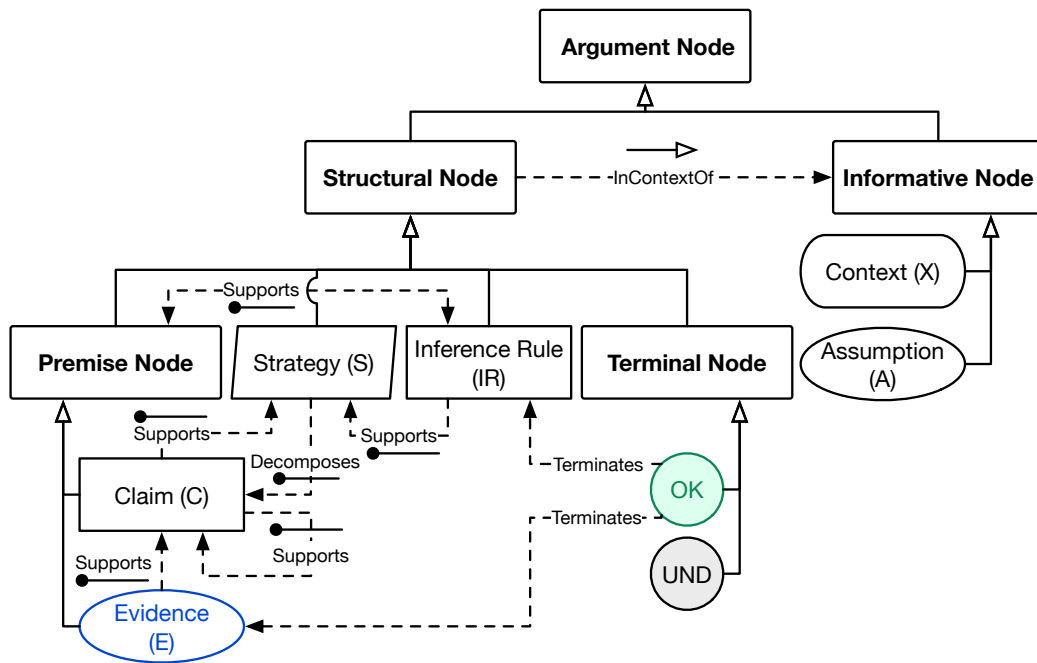 Argument Node
Structural Node
InContextOf
Informative Node
Context (X)
Supports
Premise Node
Strategy (S)
Inference Rule
(IR)
Terminal Node
Assumption
(A)
Supports
Supports
Decomposes
Terminates
OK
Claim (C)
Terminates
Supports
Supports
UND
Evidence
(E)